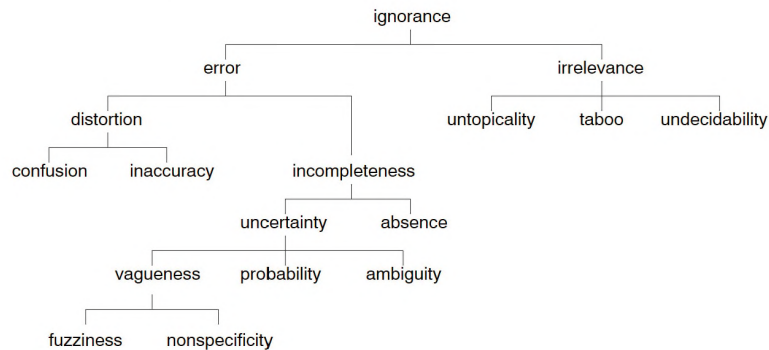 ignorance
error irrelevance
distortion untopicality taboo undecidability
confusion inaccuracy incompleteness
uncertainty absence
vagueness probability ambiguity
fuzziness nonspecificity